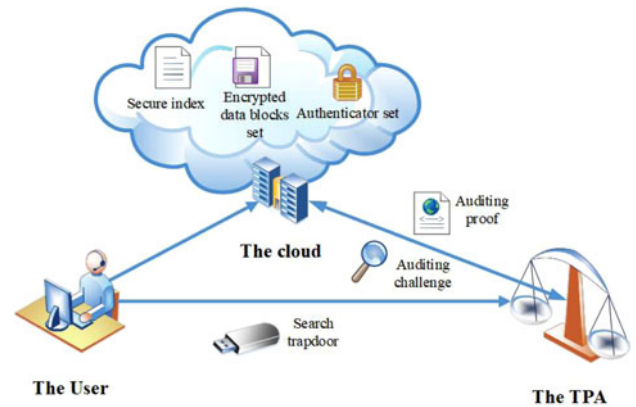 Secure index
Encrypted
data blocks
set
Authenticator set
Auditing
proof
The cloud
Auditing
challenge
Search
trapdoor
The User
The TPA